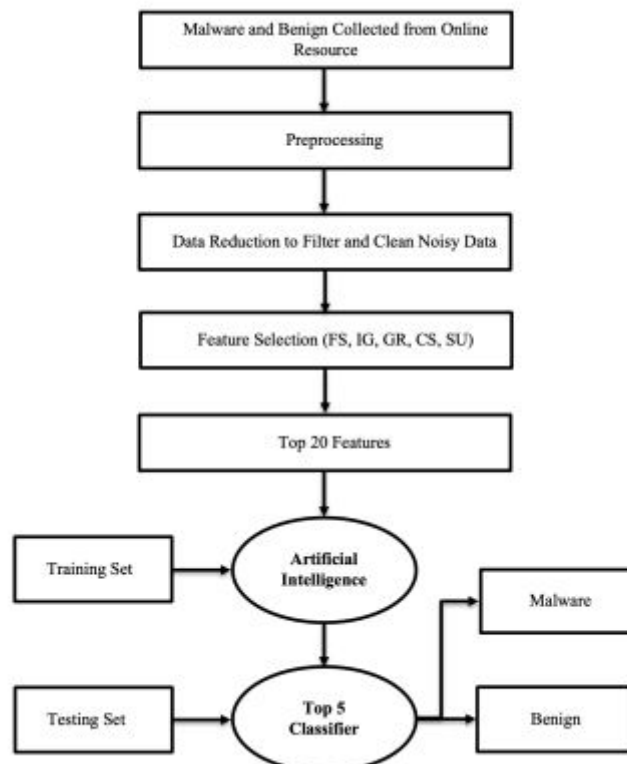 Malware and Benign Collected from Online
Resource
Preprocessing
Data Reduction to Filter and Clean Noisy Data
Feature Selection (FS, IG, GR, CS, SU)
Top 20 Features
Artificial
Intelligence
Training Set
Malware
Top 5
Classifier
Testing Set
Benign